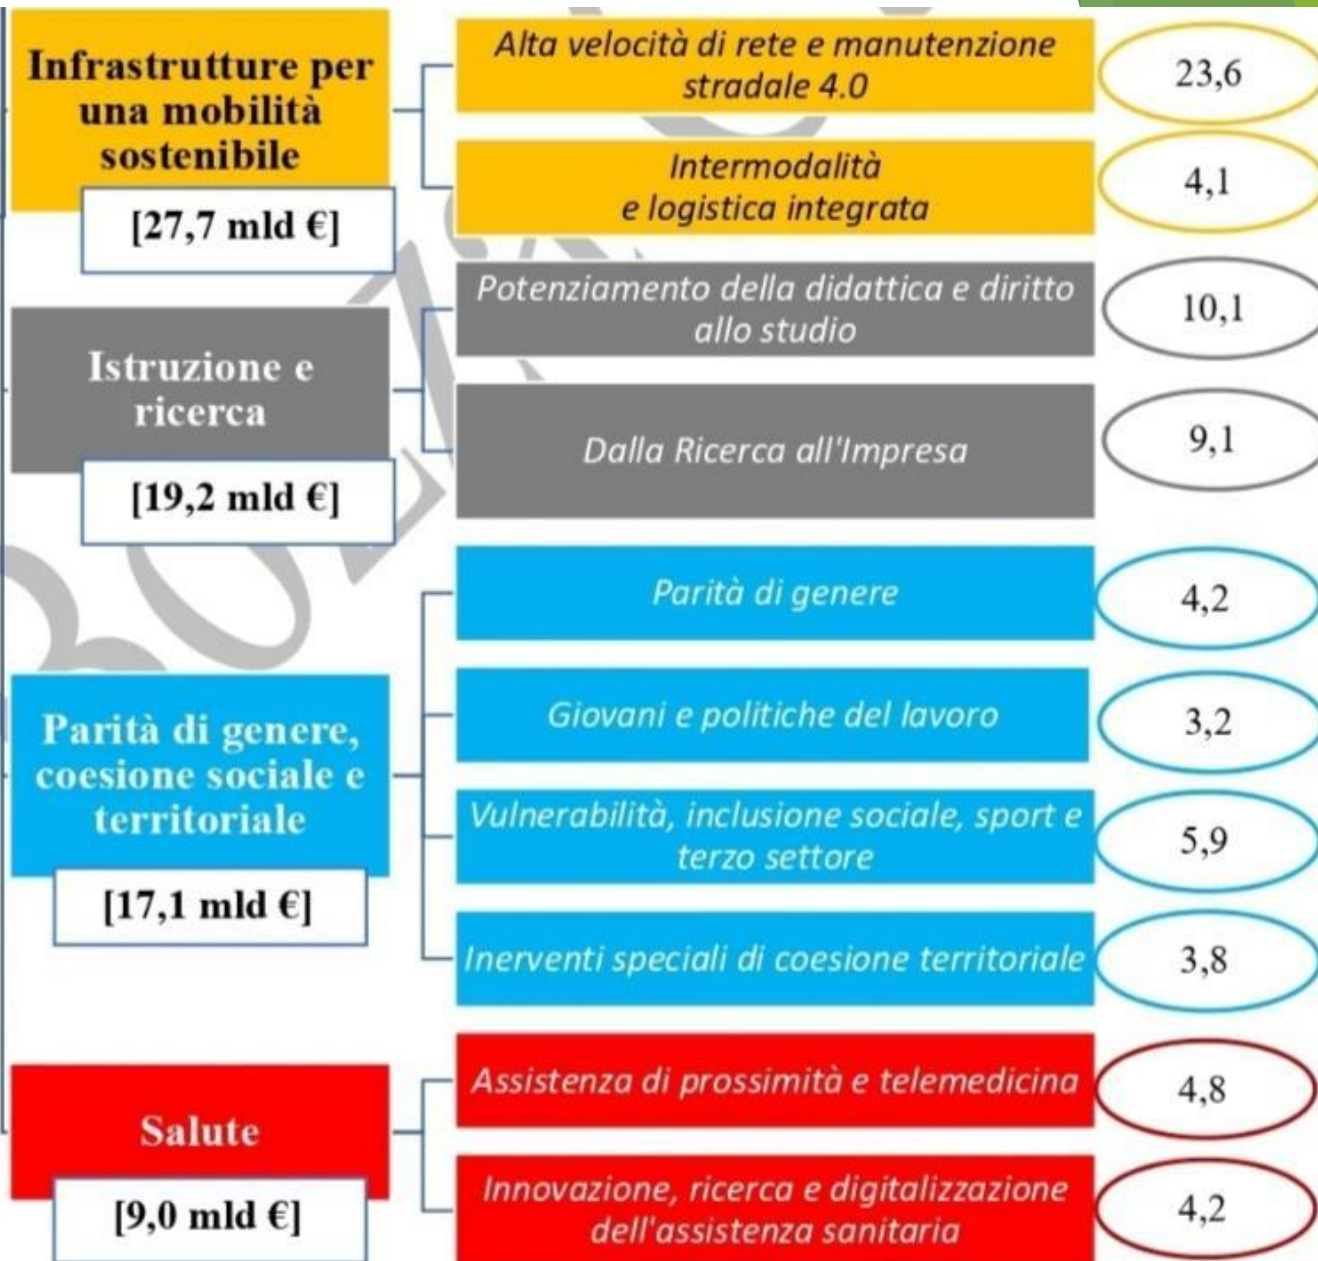 Infrastrutture per
una mobilità
sostenibile
[27,7 mld €]
Alta velocità di rete e manutenzione
stradale 4.0
23,6
Intermodalità
e logistica integrata
4,1
Istruzione e
ricerca
[19,2 mld €]
Potenziamento della didattica e diritto
allo studio
10,1
Dalla Ricerca all'Impresa
9,1
Parità di genere,
coesione sociale e
territoriale
[17,1 mld €]
Parità di genere
4,2
Giovani e politiche del lavoro
3,2
Vulnerabilità, inclusione sociale, sport e
terzo settore
5,9
Inerventi speciali di coesione territoriale
3,8
Salute
[9,0 mld €]
Assistenza di prossimità e telemedicina
4,8
Innovazione, ricerca e digitalizzazione
dell'assistenza sanitaria
4,2